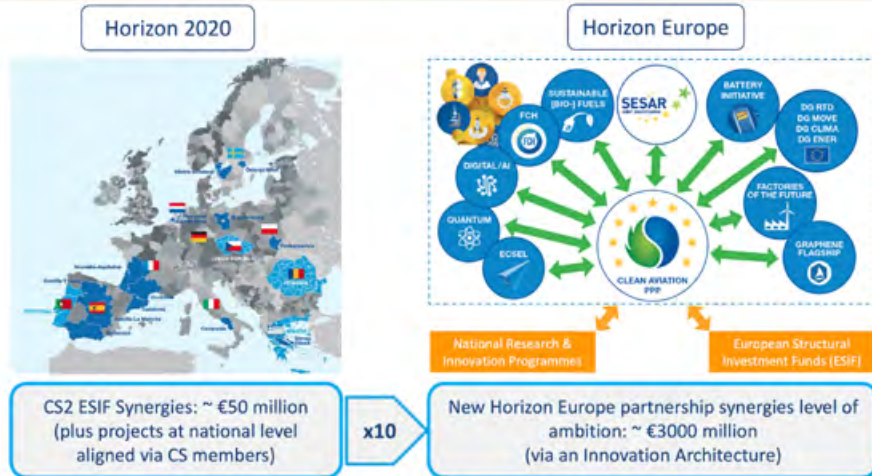 Horizon 2020
Horizon Europe
SUSTAINABLE
(BIO-) FUELS
SESAR
BATTERY
INITIATIVE
DG RTD
DG MOVE
DG CLIMA
DG ENER
FCH
DIGITAL/AI
QUANTUM
ECSEL
FACTORIES
OF THE FUTURE
GRAPHENE
FLAGSHIP
CLEAN AVIATION
PPP
National Research &
Innovation Programmes
European Structural
Investment Funds (ESIF)
CS2 ESIF Synergies: ~ €50 million
(plus projects at national level
aligned via CS members)
x10
New Horizon Europe partnership synergies level of
ambition: ~ €3000 million
(via an Innovation Architecture)